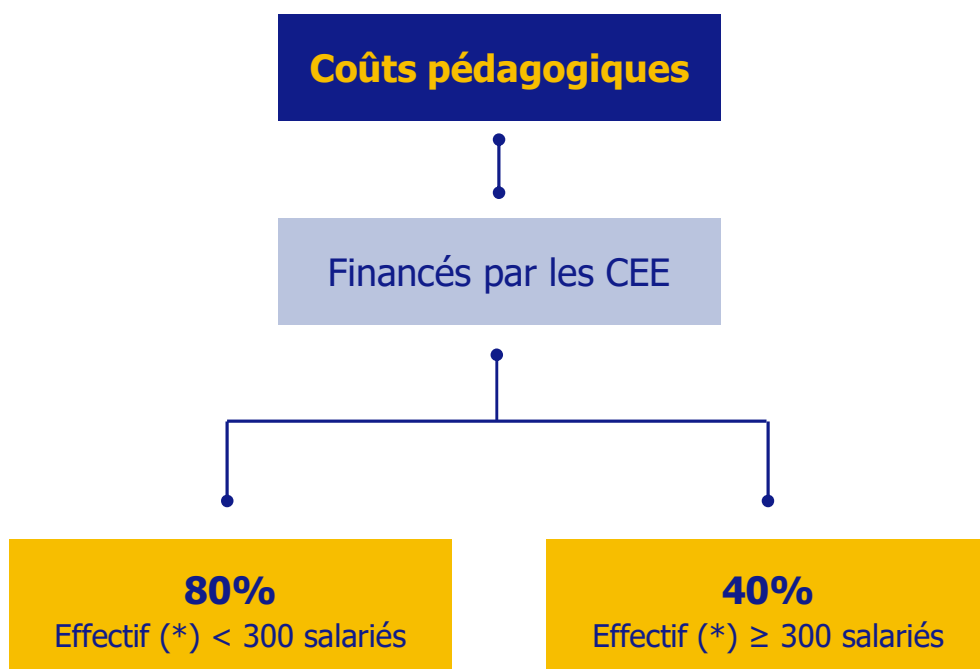 Coûts pédagogiques
Financés par les CEE
80%
Effectif (*) < 300 salariés
40%
Effectif (*) ≥ 300 salariés